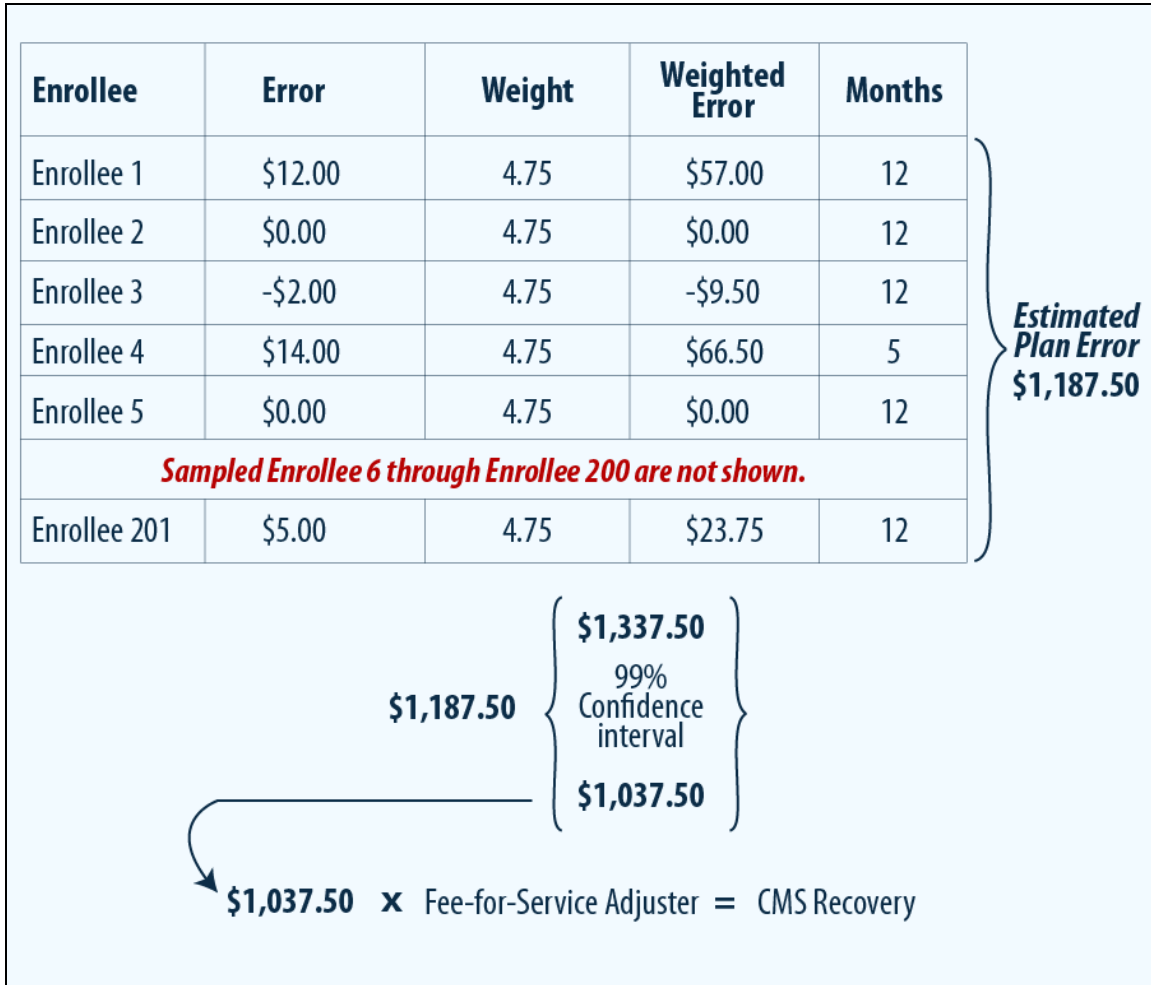 Enrollee Error Weight Weighted Error Months
Enrollee 1 $12.00 4.75 $57.00 12
Enrollee 2 $0.00 4.75 $0.00 12
Enrollee 3 -$2.00 4.75 -$9.50 12
Enrollee 4 $14.00 4.75 $66.50 5
Enrollee 5 $0.00 4.75 $0.00 12
Sampled Enrollee 6 through Enrollee 200 are not shown.
Enrollee 201 $5.00 4.75 $23.75 12
Estimated
Plan Error
$1,187.50
$1,187.50
$1,337.50
99%
Confidence
interval
$1,037.50
$1,037.50 x Fee-for-Service Adjuster = CMS Recovery